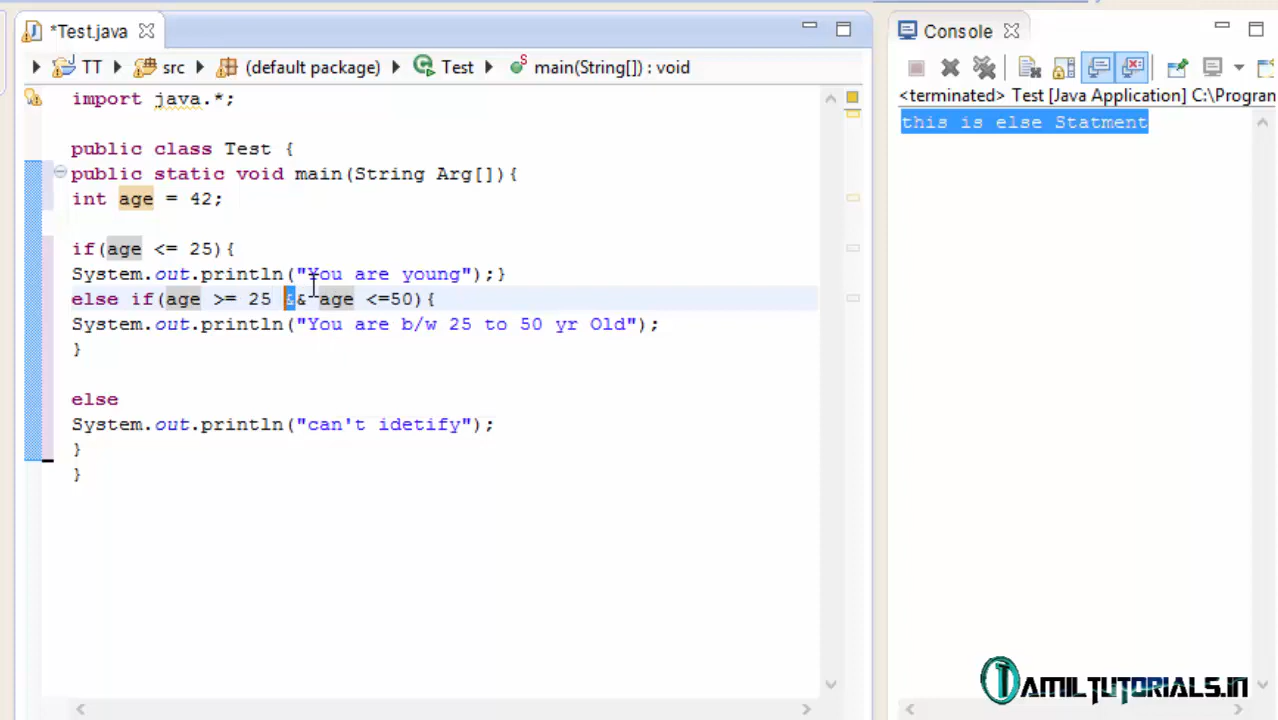 *Test.java
TT src (default package) Test main(String[]) : void
import java.*;
public class Test {
public static void main(String Arg[]){
int age = 42;
if(age <= 25){
System.out.println("You are young");}
else if(age >= 25 && age <=50){
System.out.println("You are b/w 25 to 50 yr Old");
}
else
System.out.println("can't idetify");
}
}
Console
<terminated> Test [Java Application] C:\Progran
this is else Statment
TAMILTUTORIALS.IN